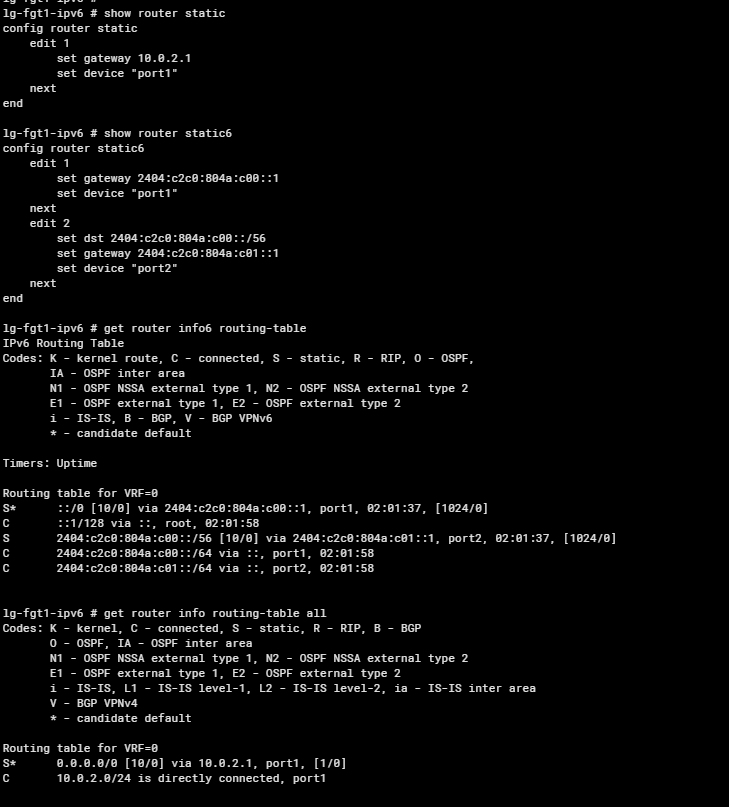 lg-fgt1-ipv6 #
lg-fgt1-ipv6 # show router static
config router static
    edit 1
        set gateway 10.0.2.1
        set device "port1"
    next
end

lg-fgt1-ipv6 # show router static6
config router static6
    edit 1
        set gateway 2404:c2c0:804a:c00::1
        set device "port1"
    next
    edit 2
        set dst 2404:c2c0:804a:c00::/56
        set gateway 2404:c2c0:804a:c01::1
        set device "port2"
    next
end

lg-fgt1-ipv6 # get router info6 routing-table
IPv6 Routing Table
Codes: K - kernel route, C - connected, S - static, R - RIP, O - OSPF,
       IA - OSPF inter area
       N1 - OSPF NSSA external type 1, N2 - OSPF NSSA external type 2
       E1 - OSPF external type 1, E2 - OSPF external type 2
       i - IS-IS, B - BGP, V - BGP VPNv6
       * - candidate default

Timers: Uptime

Routing table for VRF=0
S*      ::/0 [10/0] via 2404:c2c0:804a:c00::1, port1, 02:01:37, [1024/0]
C       ::1/128 via ::, root, 02:01:58
S       2404:c2c0:804a:c00::/56 [10/0] via 2404:c2c0:804a:c01::1, port2, 02:01:37, [1024/0]
C       2404:c2c0:804a:c00::/64 via ::, port1, 02:01:58
C       2404:c2c0:804a:c01::/64 via ::, port2, 02:01:58

lg-fgt1-ipv6 # get router info routing-table all
Codes: K - kernel, C - connected, S - static, R - RIP, B - BGP
       O - OSPF, IA - OSPF inter area
       N1 - OSPF NSSA external type 1, N2 - OSPF NSSA external type 2
       E1 - OSPF external type 1, E2 - OSPF external type 2
       i - IS-IS, L1 - IS-IS level-1, L2 - IS-IS level-2, ia - IS-IS inter area
       V - BGP VPNv4
       * - candidate default

Routing table for VRF=0
S*      0.0.0.0/0 [10/0] via 10.0.2.1, port1, [1/0]
C       10.0.2.0/24 is directly connected, port1